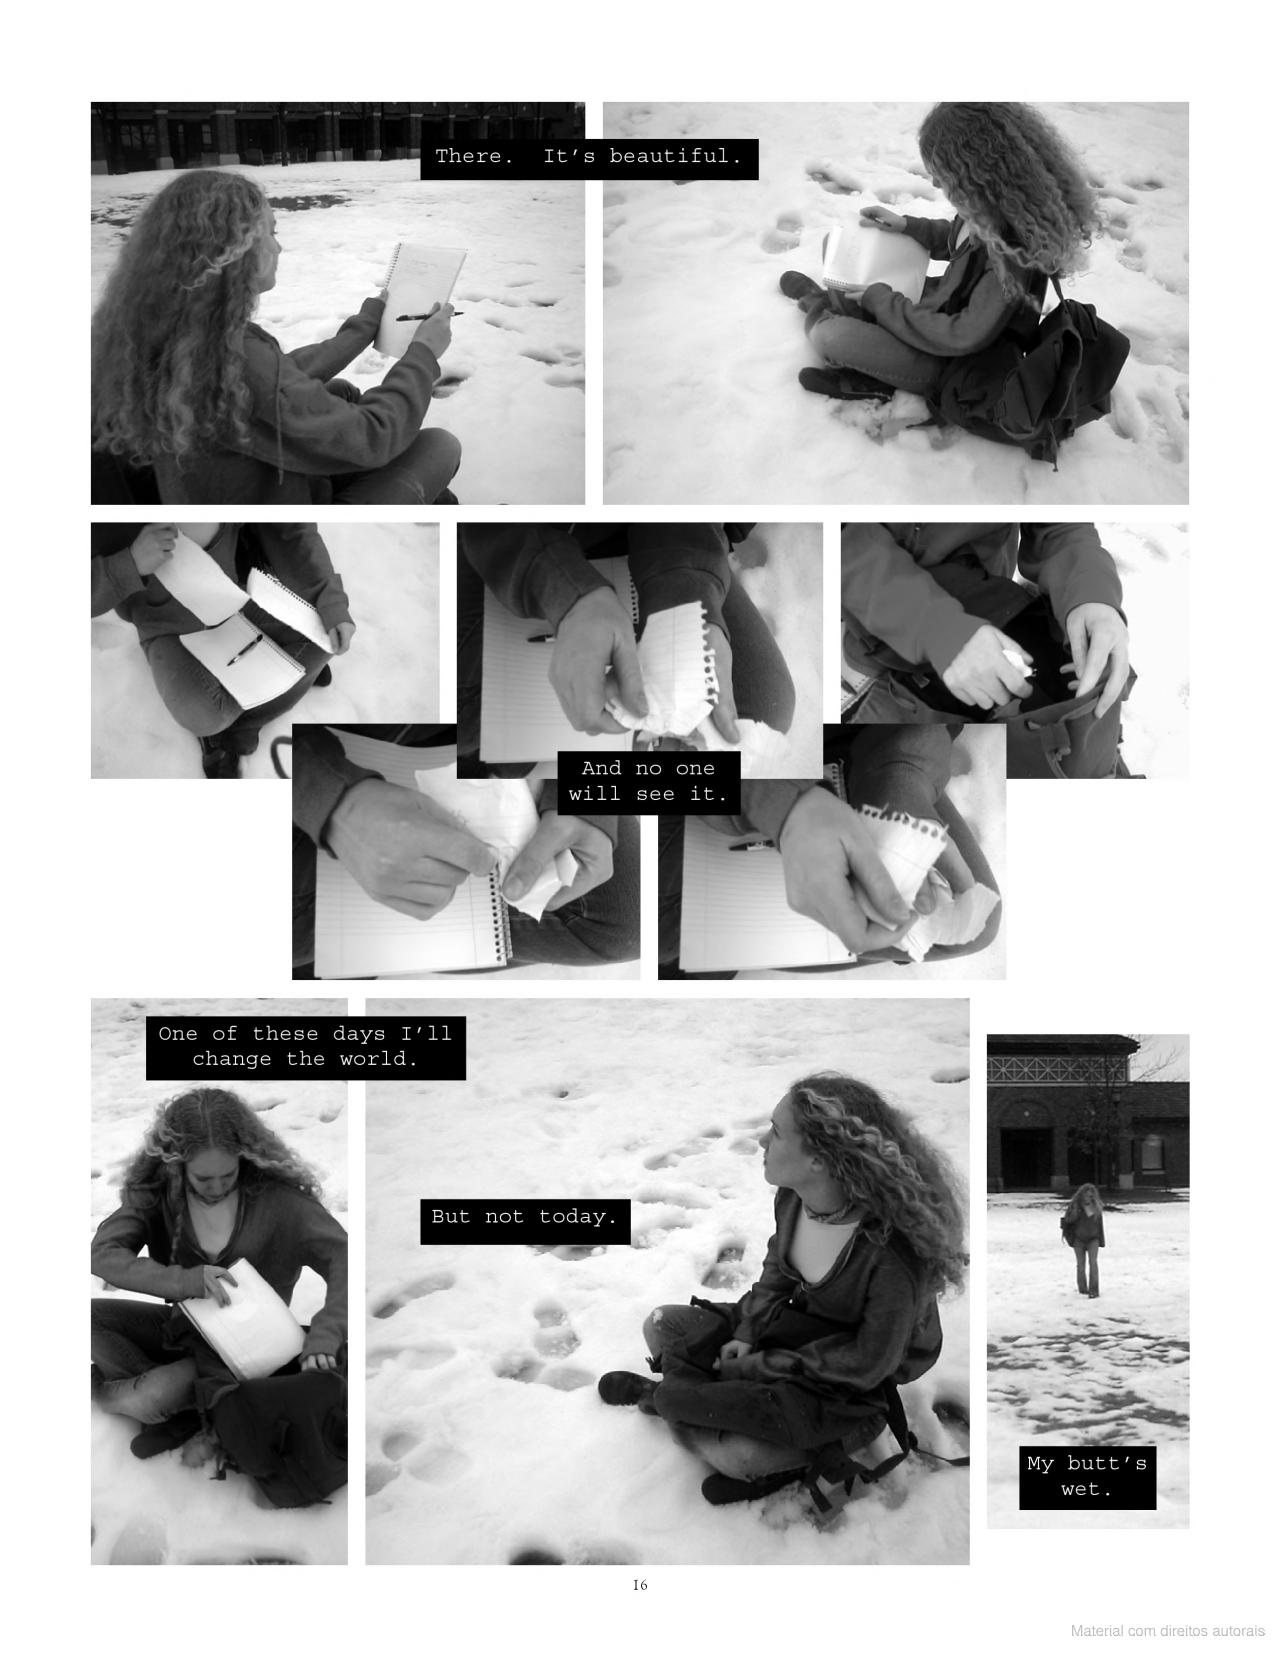 There.  It's beautiful.
And no one
will see it.
One of these days I'll
change the world.
But not today.
My butt's
wet.
16
Material com direitos autorais